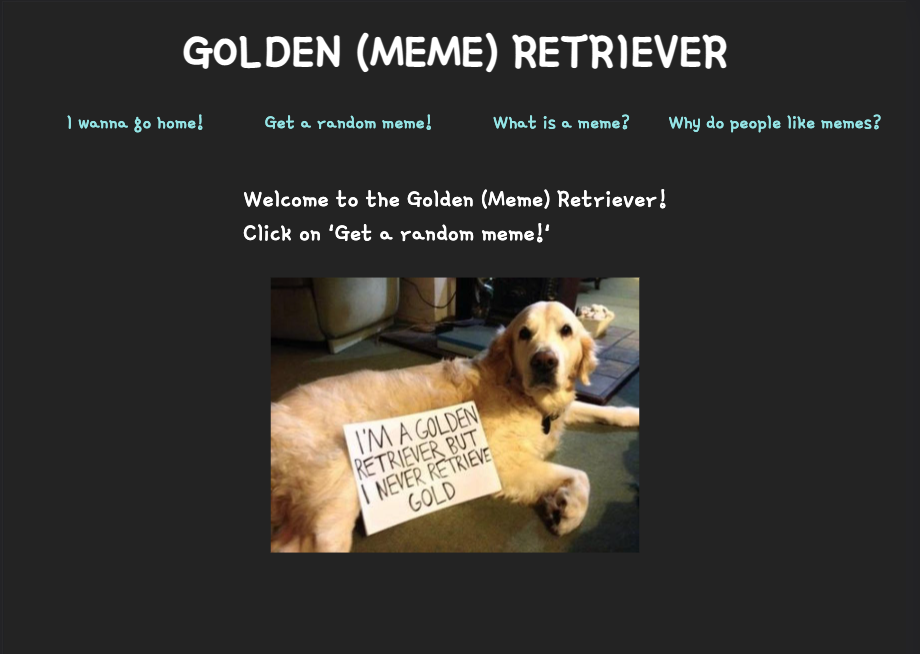 GOLDEN (MEME) RETRIEVER
I wanna go home!
Get a random meme!
What is a meme?
Why do people like memes?
Welcome to the Golden (Meme) Retriever!
Click on 'Get a random meme!'
I'M A GOLDEN
RETRIEVER BUT
I NEVER RETRIEVE
GOLD